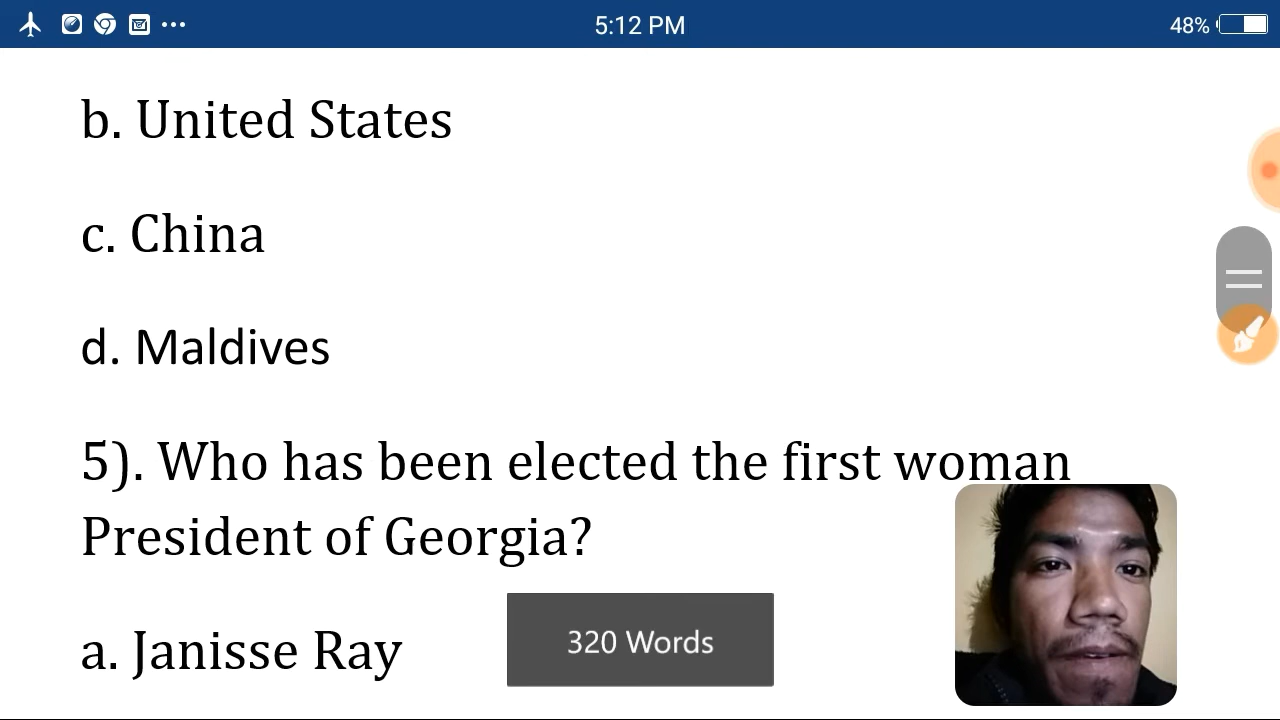 5:12 PM
48%
b. United States
c. China
d. Maldives
5). Who has been elected the first woman
President of Georgia?
a. Janisse Ray
320 Words